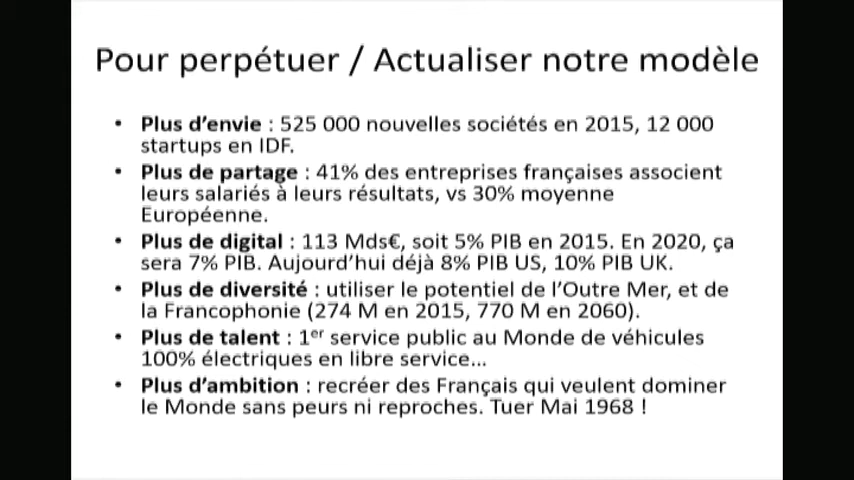 Pour perpétuer / Actualiser notre modèle
• Plus d’envie : 525 000 nouvelles sociétés en 2015, 12 000
startups en IDF.
• Plus de partage : 41% des entreprises françaises associent
leurs salariés à leurs résultats, vs 30% moyenne
Européenne.
• Plus de digital : 113 Mds€, soit 5% PIB en 2015. En 2020, ça
sera 7% PIB. Aujourd’hui déjà 8% PIB US, 10% PIB UK.
• Plus de diversité : utiliser le potentiel de l’Outre Mer, et de
la Francophonie (274 M en 2015, 770 M en 2060).
• Plus de talent : 1er service public au Monde de véhicules
100% électriques en libre service...
• Plus d’ambition : recréer des Français qui veulent dominer
le Monde sans peurs ni reproches. Tuer Mai 1968 !